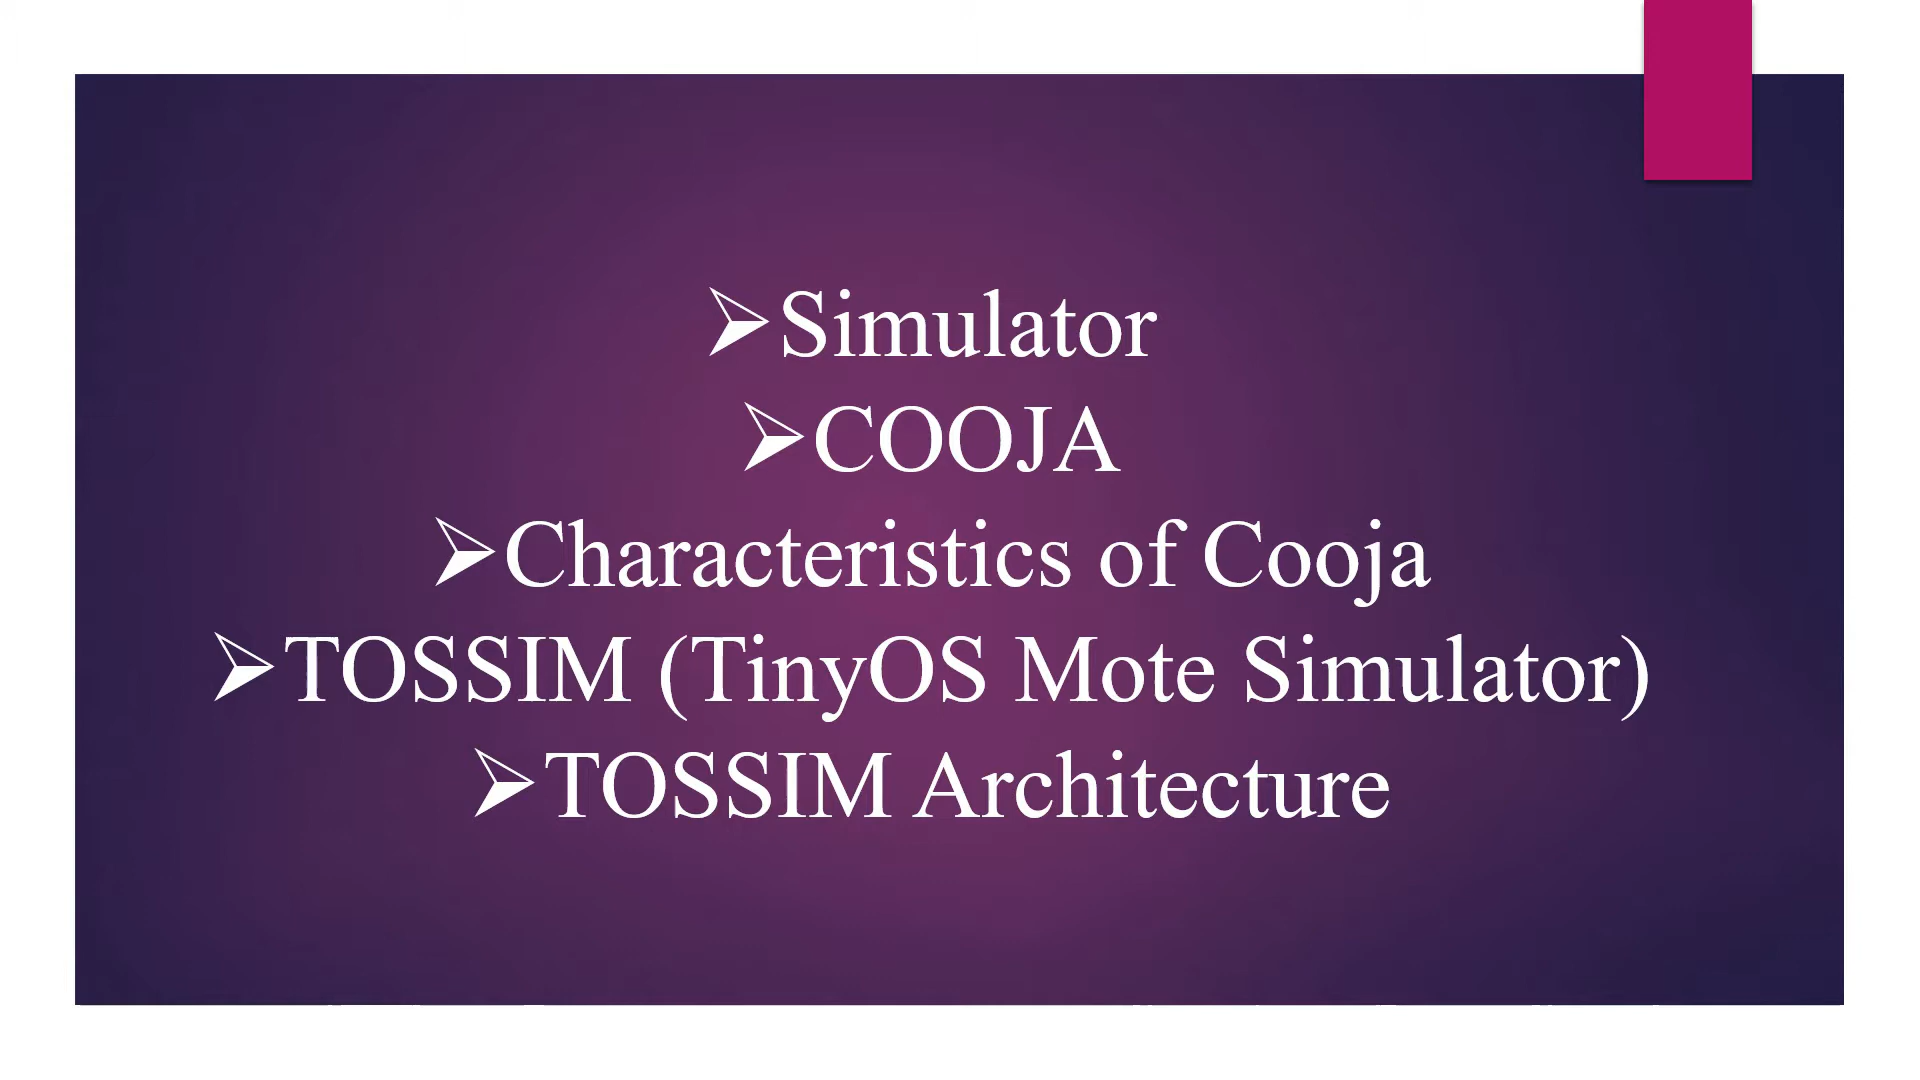 ➢Simulator
➢COOJA
➢Characteristics of Cooja
➢TOSSIM (TinyOS Mote Simulator)
➢TOSSIM Architecture